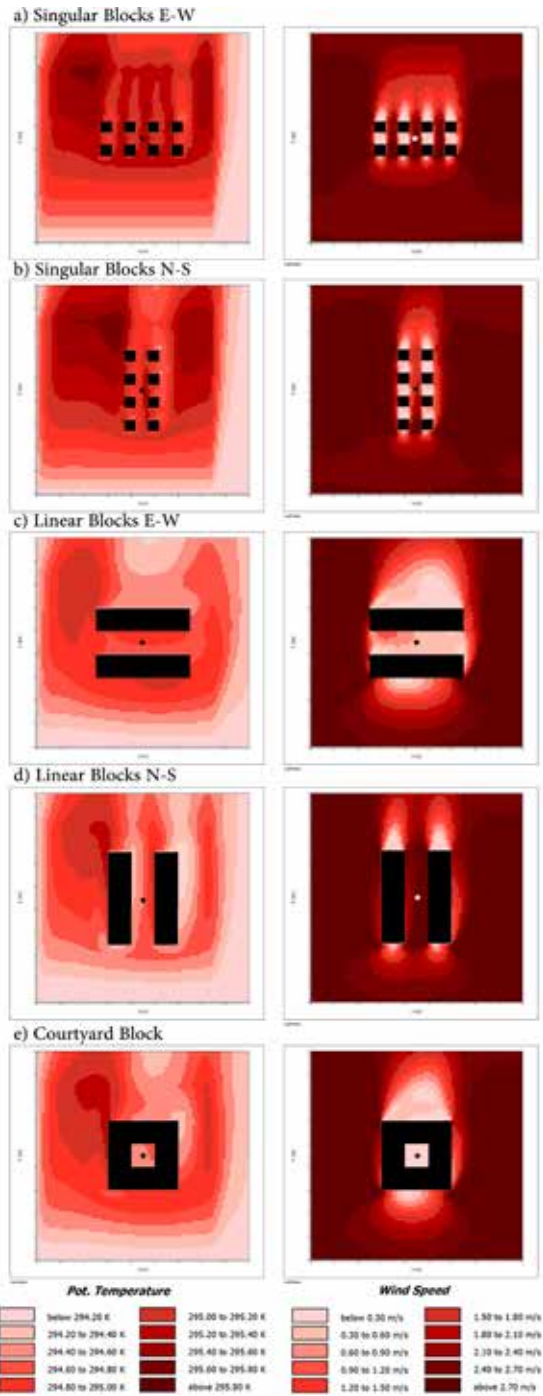 a) Singular Blocks E-W
b) Singular Blocks N-S
c) Linear Blocks E-W
d) Linear Blocks N-S
e) Courtyard Block
Pot. Temperature
below 294.20 K
294.20 to 294.40 K
294.40 to 294.60 K
294.60 to 294.80 K
294.80 to 295.00 K
295.00 to 295.20 K
295.20 to 295.40 K
295.40 to 295.60 K
295.60 to 295.80 K
above 295.80 K
Wind Speed
below 0.30 m/s
0.30 to 0.60 m/s
0.60 to 0.90 m/s
0.90 to 1.20 m/s
1.20 to 1.50 m/s
1.50 to 1.80 m/s
1.80 to 2.10 m/s
2.10 to 2.40 m/s
2.40 to 2.70 m/s
above 2.70 m/s